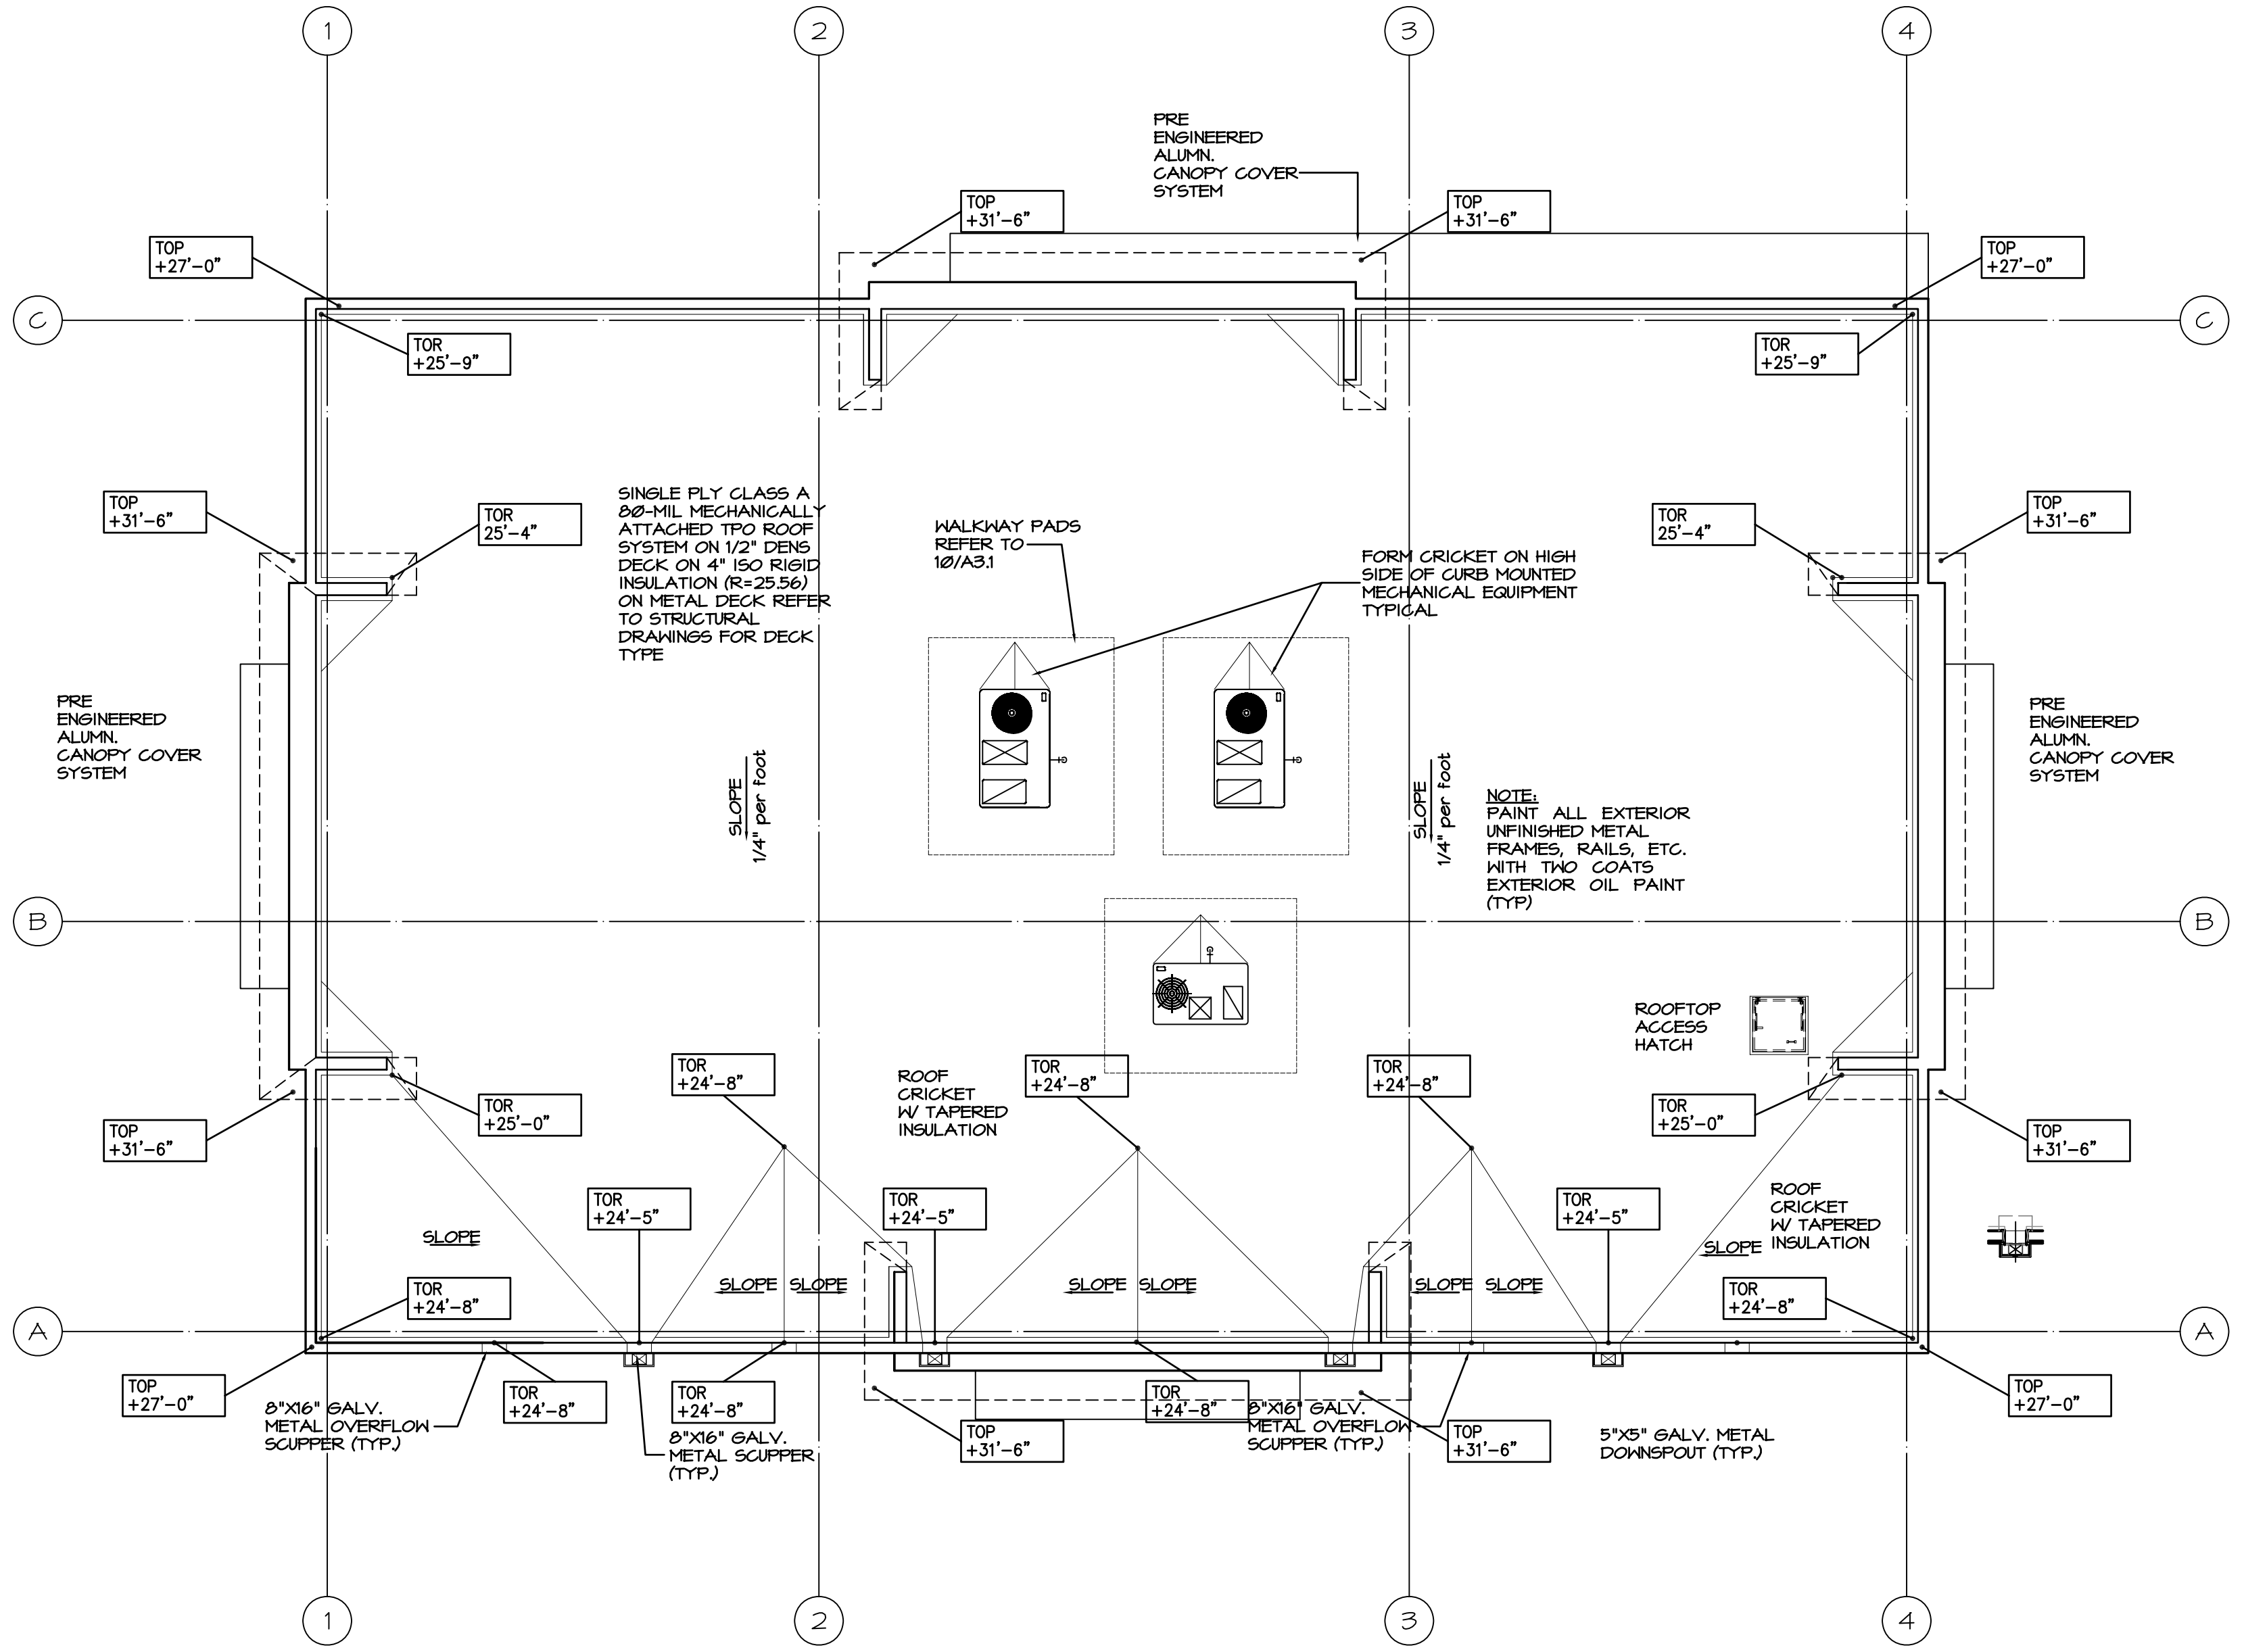 1
2
3
4
PRE
ENGINEERED
ALUMN.
CANOPY COVER
SYSTEM
TOP
+31'-6"
TOP
+31'-6"
TOP
+27'-0"
TOP
+27'-0"
C
C
TOR
+25'-9"
TOR
+25'-9"
TOP
+31'-6"
TOR
25'-4"
SINGLE PLY CLASS A
80-MIL MECHANICALLY
ATTACHED TPO ROOF
SYSTEM ON 1/2" DENS
DECK ON 4" ISO RIGID
INSULATION (R=25.56)
ON METAL DECK REFER
TO STRUCTURAL
DRAWINGS FOR DECK
TYPE
WALKWAY PADS
REFER TO
10/A3.1
FORM CRICKET ON HIGH
SIDE OF CURB MOUNTED
MECHANICAL EQUIPMENT
TYPICAL
TOR
25'-4"
TOP
+31'-6"
PRE
ENGINEERED
ALUMN.
CANOPY COVER
SYSTEM
SLOPE
1/4" per foot
SLOPE
1/4" per foot
NOTE:
PAINT ALL EXTERIOR
UNFINISHED METAL
FRAMES, RAILS, ETC.
WITH TWO COATS
EXTERIOR OIL PAINT
(TYP)
PRE
ENGINEERED
ALUMN.
CANOPY COVER
SYSTEM
B
B
ROOFTOP
ACCESS
HATCH
TOP
+31'-6"
TOR
+25'-0"
TOR
+24'-8"
ROOF
CRICKET
W/ TAPERED
INSULATION
TOR
+24'-8"
TOR
+24'-8"
TOR
+25'-0"
TOP
+31'-6"
SLOPE
TOR
+24'-5"
TOR
+24'-5"
TOR
+24'-5"
ROOF
CRICKET
W/ TAPERED
INSULATION
SLOPE
TOR
+24'-8"
SLOPE
SLOPE
SLOPE
SLOPE
SLOPE
SLOPE
TOR
+24'-8"
A
A
TOP
+27'-0"
8"X16" GALV.
METAL OVERFLOW
SCUPPER (TYP.)
TOR
+24'-8"
TOR
+24'-8"
8"X16" GALV.
METAL SCUPPER
(TYP.)
TOP
+31'-6"
TOR
+24'-8"
8"X16" GALV.
METAL OVERFLOW
SCUPPER (TYP.)
TOP
+31'-6"
5"X5" GALV. METAL
DOWNSPOUT (TYP.)
TOP
+27'-0"
1
2
3
4